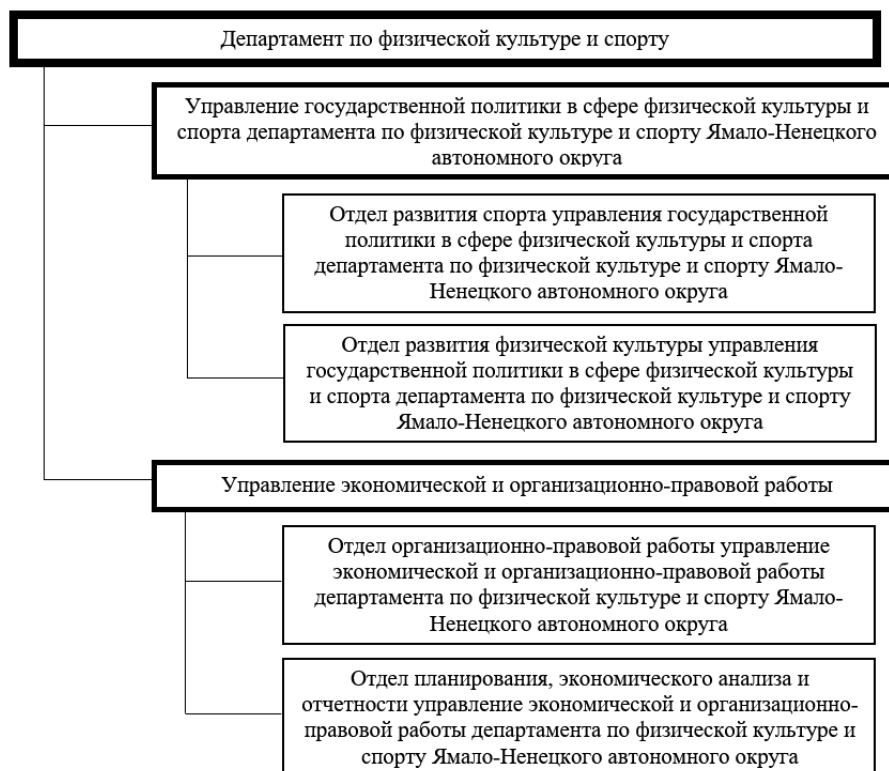 Департамент по физической культуре и спорту
Управление государственной политики в сфере физической культуры и
спорта департамента по физической культуре и спорту Ямало-Ненецкого
автономного округа
Отдел развития спорта управления государственной
политики в сфере физической культуры и спорта
департамента по физической культуре и спорту Ямало-
Ненецкого автономного округа
Отдел развития физической культуры управления
государственной политики в сфере физической культуры
и спорта департамента по физической культуре и спорту
Ямало-Ненецкого автономного округа
Управление экономической и организационно-правовой работы
Отдел организационно-правовой работы управление
экономической и организационно-правовой работы
департамента по физической культуре и спорту Ямало-
Ненецкого автономного округа
Отдел планирования, экономического анализа и
отчетности управление экономической и организационно-
правовой работы департамента по физической культуре и
спорту Ямало-Ненецкого автономного округа